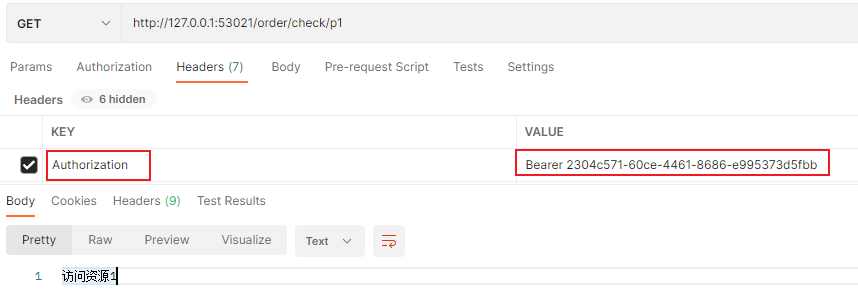 GET http://127.0.0.1:53021/order/check/p1
Params Authorization Headers (7) Body Pre-request Script Tests Settings
Headers 6 hidden
KEY VALUE
Authorization Bearer 2304c571-60ce-4461-8686-e995373d5fbb
Body Cookies Headers (9) Test Results
Pretty Raw Preview Visualize Text
1 访问资源1